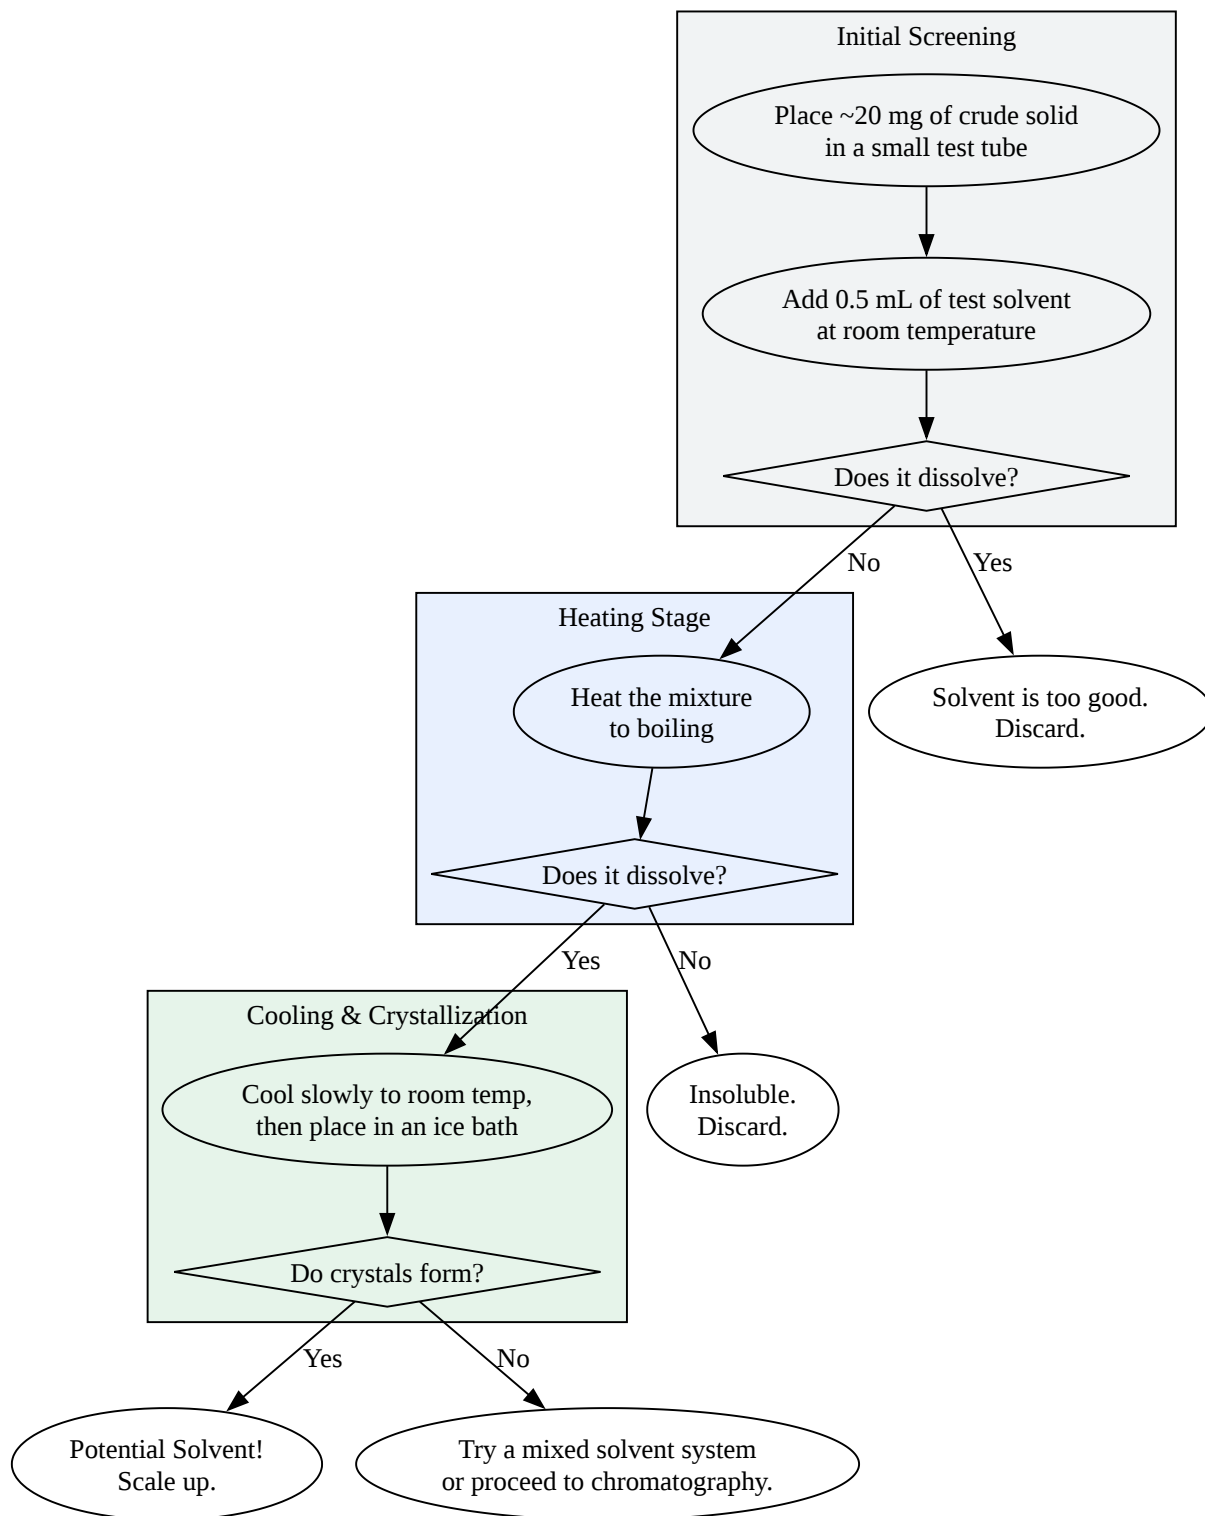 Initial Screening
Place ~20 mg of crude solid
in a small test tube
Add 0.5 mL of test solvent
at room temperature
Does it dissolve?
No
Yes
Heating Stage
Heat the mixture
to boiling
Solvent is too good.
Discard.
Does it dissolve?
Yes
No
Cooling & Crystallization
Cool slowly to room temp,
then place in an ice bath
Insoluble.
Discard.
Do crystals form?
Yes
No
Potential Solvent!
Scale up.
Try a mixed solvent system
or proceed to chromatography.